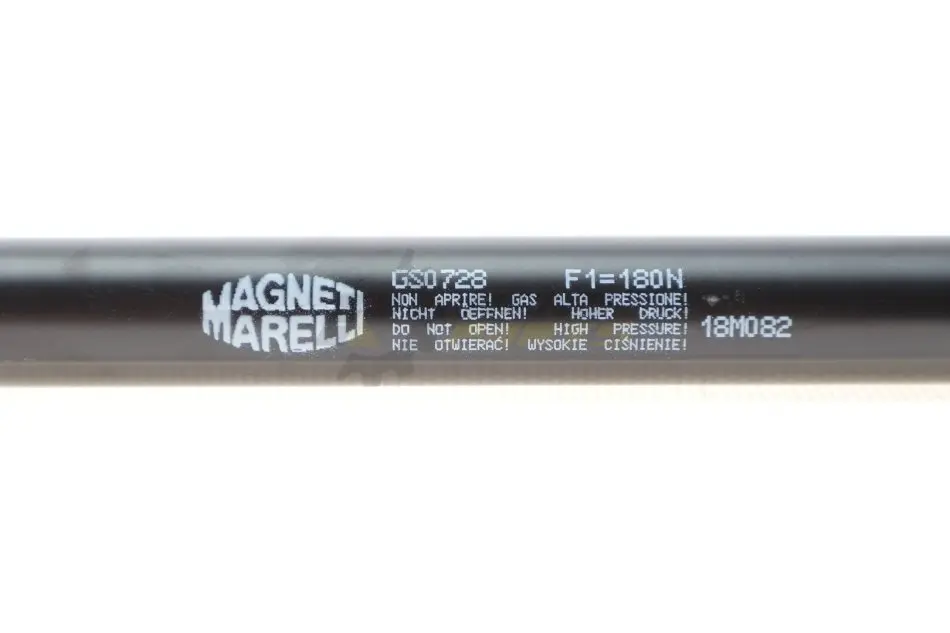 MAGNETI
MARELLI
GS0728 F1=180N
NON APRIRE! GAS ALTA PRESSIONE!
NICHT OEFFNEN! HOHER DRUCK!
DO NOT OPEN! HIGH PRESSURE!
NIE OTWIERAĆ! WYSOKIE CIŚNIENIE!
18M082